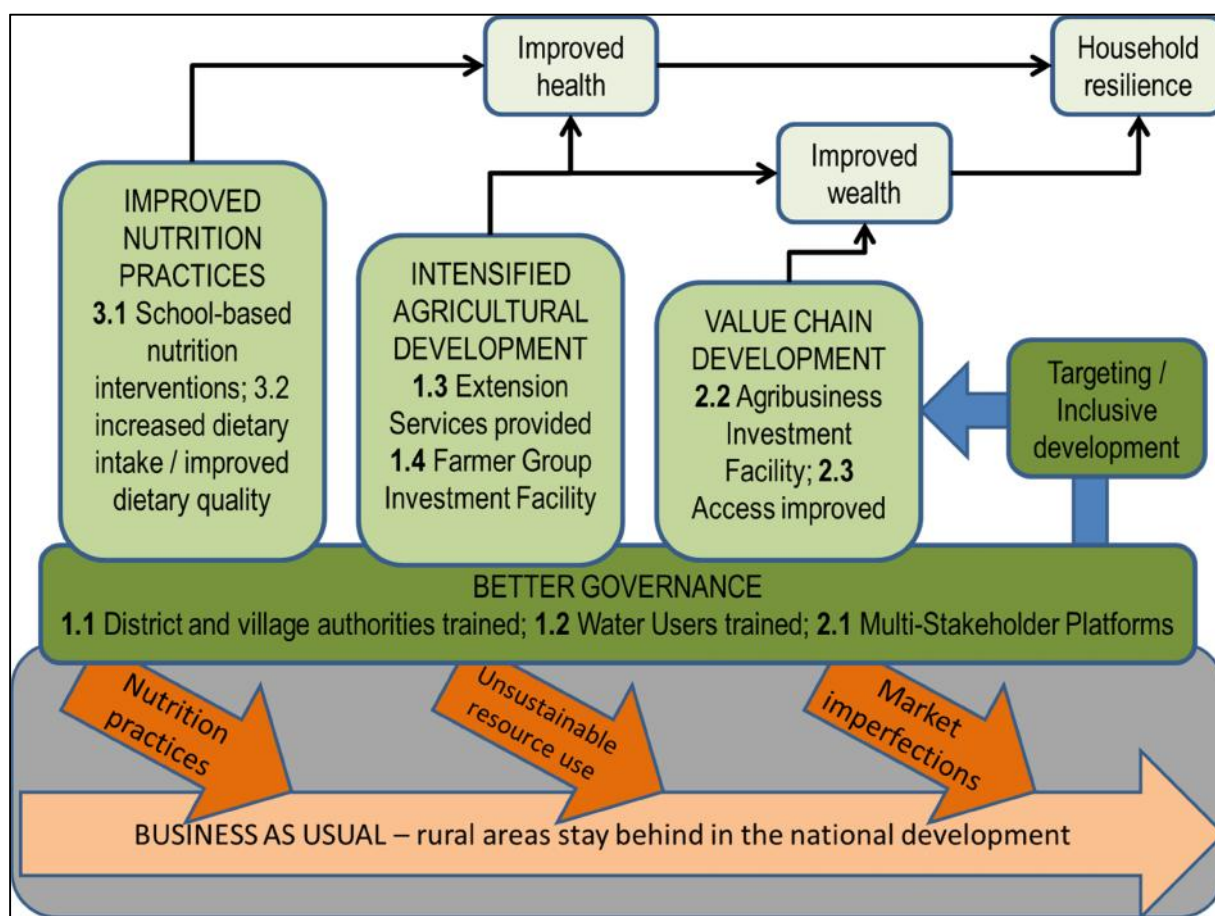 Improved
health
Household
resilience
Improved
wealth
IMPROVED
NUTRITION
PRACTICES
3.1 School-based
nutrition
interventions; 3.2
increased dietary
intake / improved
dietary quality
INTENSIFIED
AGRICULTURAL
DEVELOPMENT
1.3 Extension
Services provided
1.4 Farmer Group
Investment Facility
VALUE CHAIN
DEVELOPMENT
2.2 Agribusiness
Investment
Facility; 2.3
Access improved
Targeting /
Inclusive
development
BETTER GOVERNANCE
1.1 District and village authorities trained; 1.2 Water Users trained; 2.1 Multi-Stakeholder Platforms
Nutrition
practices
Unsustainable
resource use
Market
imperfections
BUSINESS AS USUAL – rural areas stay behind in the national development